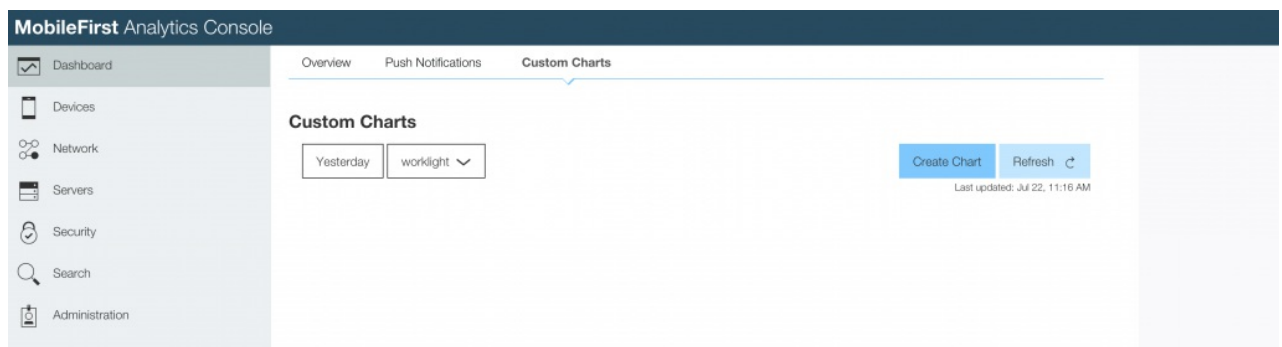 MobileFirst Analytics Console
Dashboard
Devices
Network
Servers
Security
Search
Administration
Overview Push Notifications Custom Charts
Custom Charts
Yesterday worklight Create Chart Refresh
Last updated: Jul 22, 11:16 AM